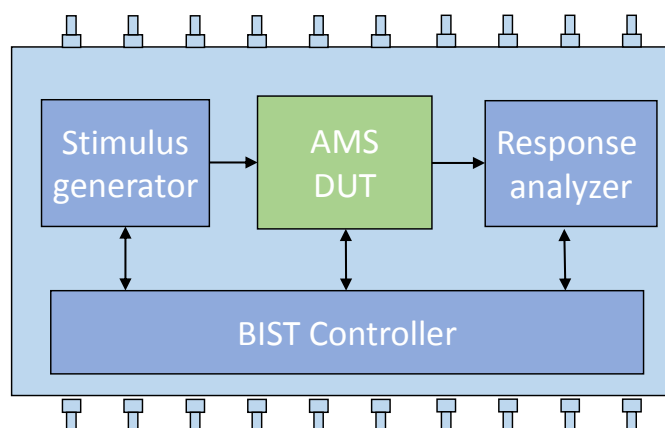 Stimulus
generator
AMS
DUT
Response
analyzer
BIST Controller